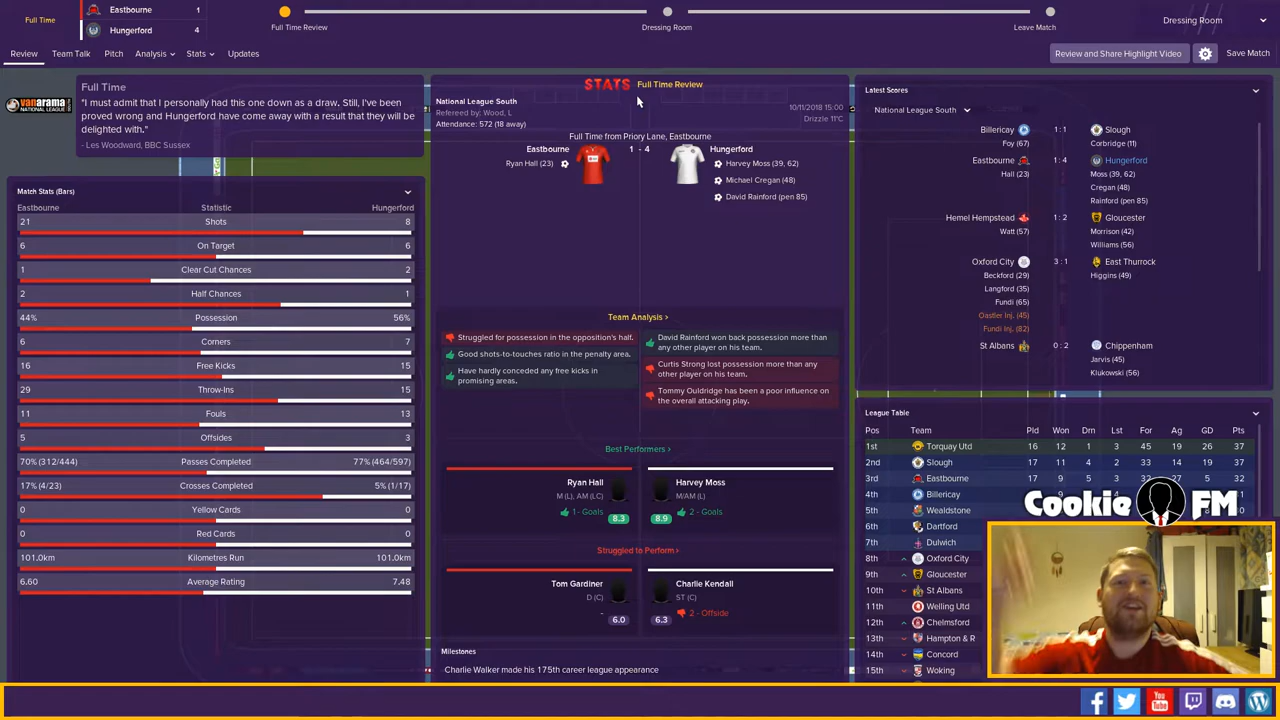 Full Time
Eastbourne 1
Hungerford 4
Full Time Review
Dressing Room
Leave Match
Dressing Room
Review
Team Talk
Pitch
Analysis
Stats
Updates
Review and Share Highlight Video
Save Match
vanarama
NATIONAL LEAGUE
Full Time
"I must admit that I personally had this one down as a draw. Still, I've been
proved wrong and Hungerford have come away with a result that they will be
delighted with."
- Les Woodward, BBC Sussex
Match Stats (Bars)
Eastbourne Statistic Hungerford
21 Shots 8
6 On Target 6
1 Clear Cut Chances 2
2 Half Chances 1
44% Possession 56%
6 Corners 7
16 Free Kicks 15
29 Throw-Ins 15
11 Fouls 13
5 Offsides 3
70% (312/444) Passes Completed 77% (464/597)
17% (4/23) Crosses Completed 5% (1/17)
0 Yellow Cards 0
0 Red Cards 0
101.0km Kilometres Run 101.0km
6.60 Average Rating 7.48
STATS Full Time Review
National League South
Refereed by: Wood, L
Attendance: 572 (18 away)
10/11/2018 15:00
Drizzle 11°C
Full Time from Priory Lane, Eastbourne
Eastbourne 1 - 4 Hungerford
Ryan Hall (23)
Harvey Moss (39, 62)
Michael Cregan (48)
David Rainford (pen 85)
Team Analysis >
Struggled for possession in the opposition's half.
Good shots-to-touches ratio in the penalty area.
Have hardly conceded any free kicks in
promising areas.
David Rainford won back possession more than
any other player on his team.
Curtis Strong lost possession more than any
other player on his team.
Tommy Ouldridge has been a poor influence on
the overall attacking play.
Best Performers >
Ryan Hall
M (L), AM (LC)
1 - Goals
8.3
Harvey Moss
M/AM (L)
8.9
2 - Goals
Struggled to Perform >
Tom Gardiner
D (C)
-
6.0
Charlie Kendall
ST (C)
6.3
2 - Offside
Milestones
Charlie Walker made his 175th career league appearance
Latest Scores
National League South
Billericay 1:1 Slough
Foy (67) Corbridge (11)
Eastbourne 1:4 Hungerford
Hall (23) Moss (39, 62)
Cregan (48)
Rainford (pen 85)
Hemel Hempstead 1:2 Gloucester
Watt (57) Morrison (42)
Williams (56)
Oxford City 3:1 East Thurrock
Beckford (29) Higgins (49)
Langford (35)
Fundi (65)
Oastler Inj. (45)
Fundi Inj. (82)
St Albans 0:2 Chippenham
Jarvis (45)
Klukowski (56)
League Table
Pos Team Pld Won Drn Lst For Ag GD Pts
1st Torquay Utd 16 12 1 3 45 19 26 37
2nd Slough 17 11 4 2 33 14 19 37
3rd Eastbourne 17 9 5 3 32 27 5 32
4th Billericay
5th Wealdstone
6th Dartford
7th Dulwich
8th Oxford City
9th Gloucester
10th St Albans
11th Welling Utd
12th Chelmsford
13th Hampton & R
14th Concord
15th Woking
Cookie FM
You
Tube